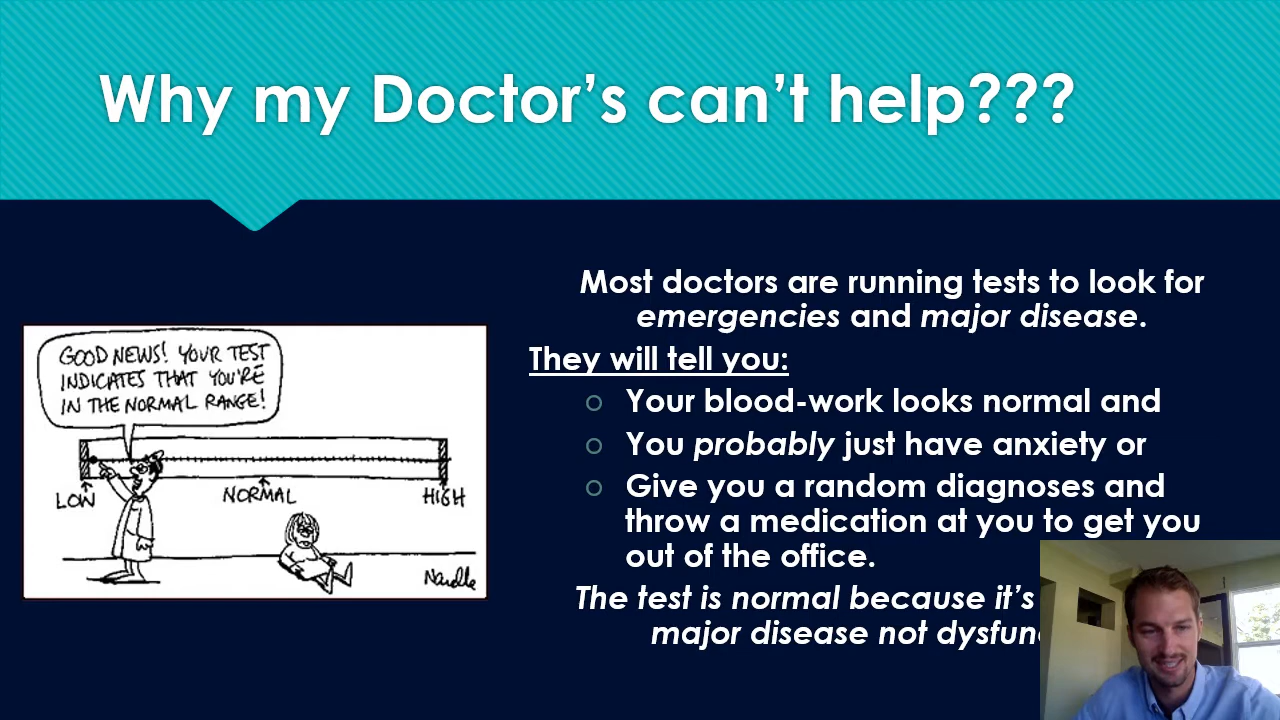 Why my Doctor's can't help???
Most doctors are running tests to look for
emergencies and major disease.
They will tell you:
Your blood-work looks normal and
You probably just have anxiety or
Give you a random diagnoses and
throw a medication at you to get you
out of the office.
The test is normal because it's
major disease not
GOOD NEWS! YOUR TEST
INDICATES THAT YOU'RE
IN THE NORMAL RANGE!
LOW
NORMAL
HIGH